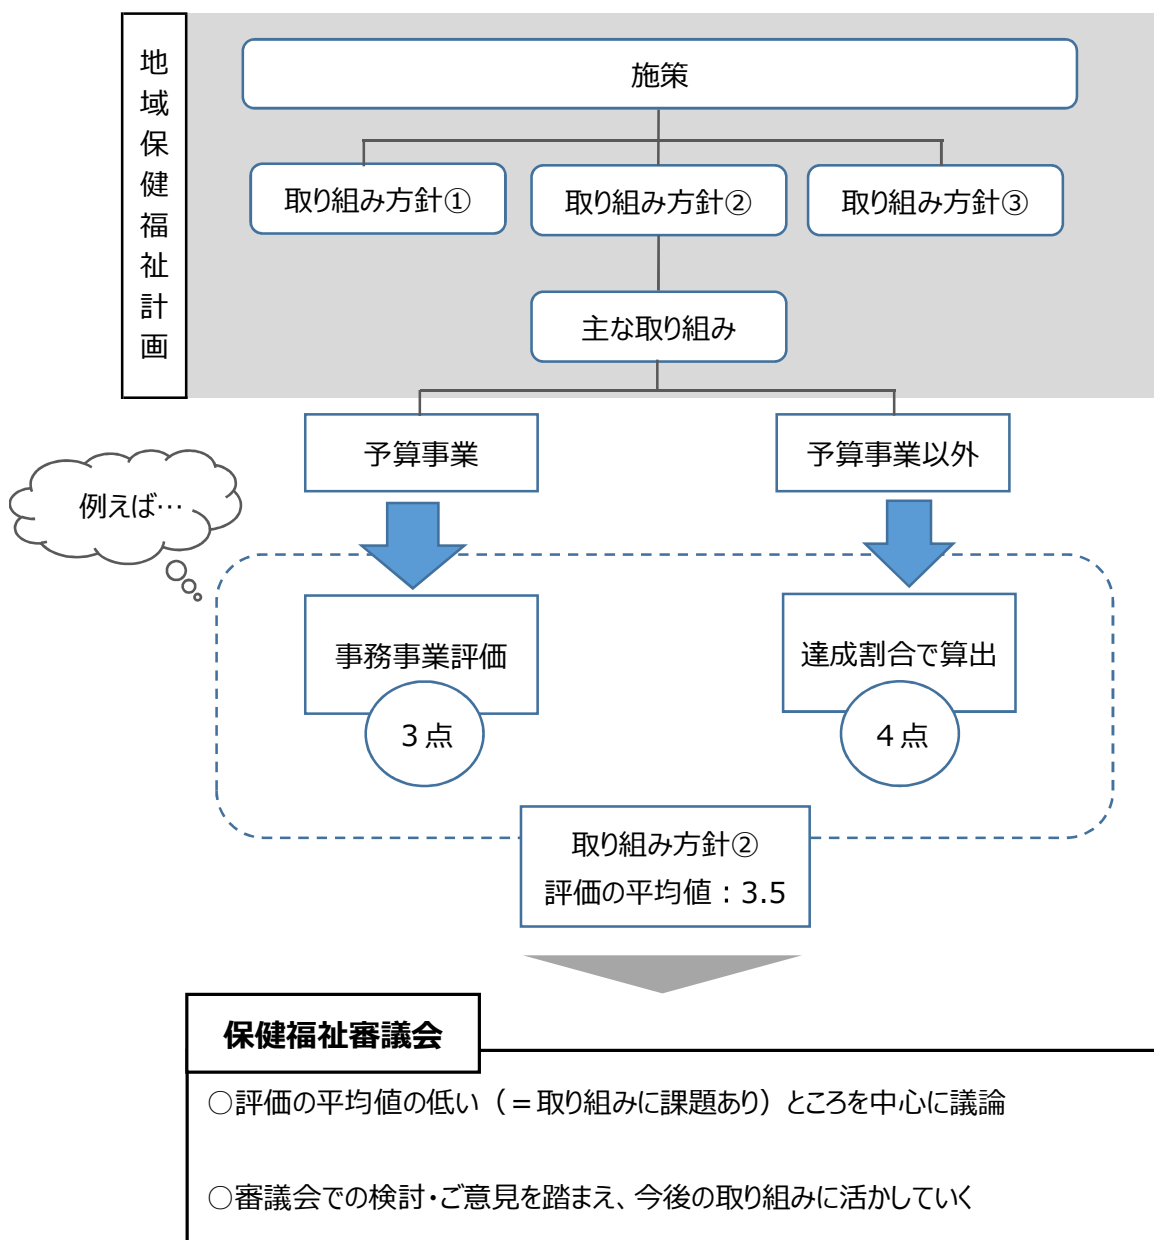 地域保健福祉計画
施策
取り組み方針①
取り組み方針②
取り組み方針③
主な取り組み
予算事業
予算事業以外
例えば…
事務事業評価
達成割合で算出
３点
４点
取り組み方針②
評価の平均値：3.5
保健福祉審議会
○評価の平均値の低い（＝取り組みに課題あり）ところを中心に議論
○審議会での検討・ご意見を踏まえ、今後の取り組みに活かしていく